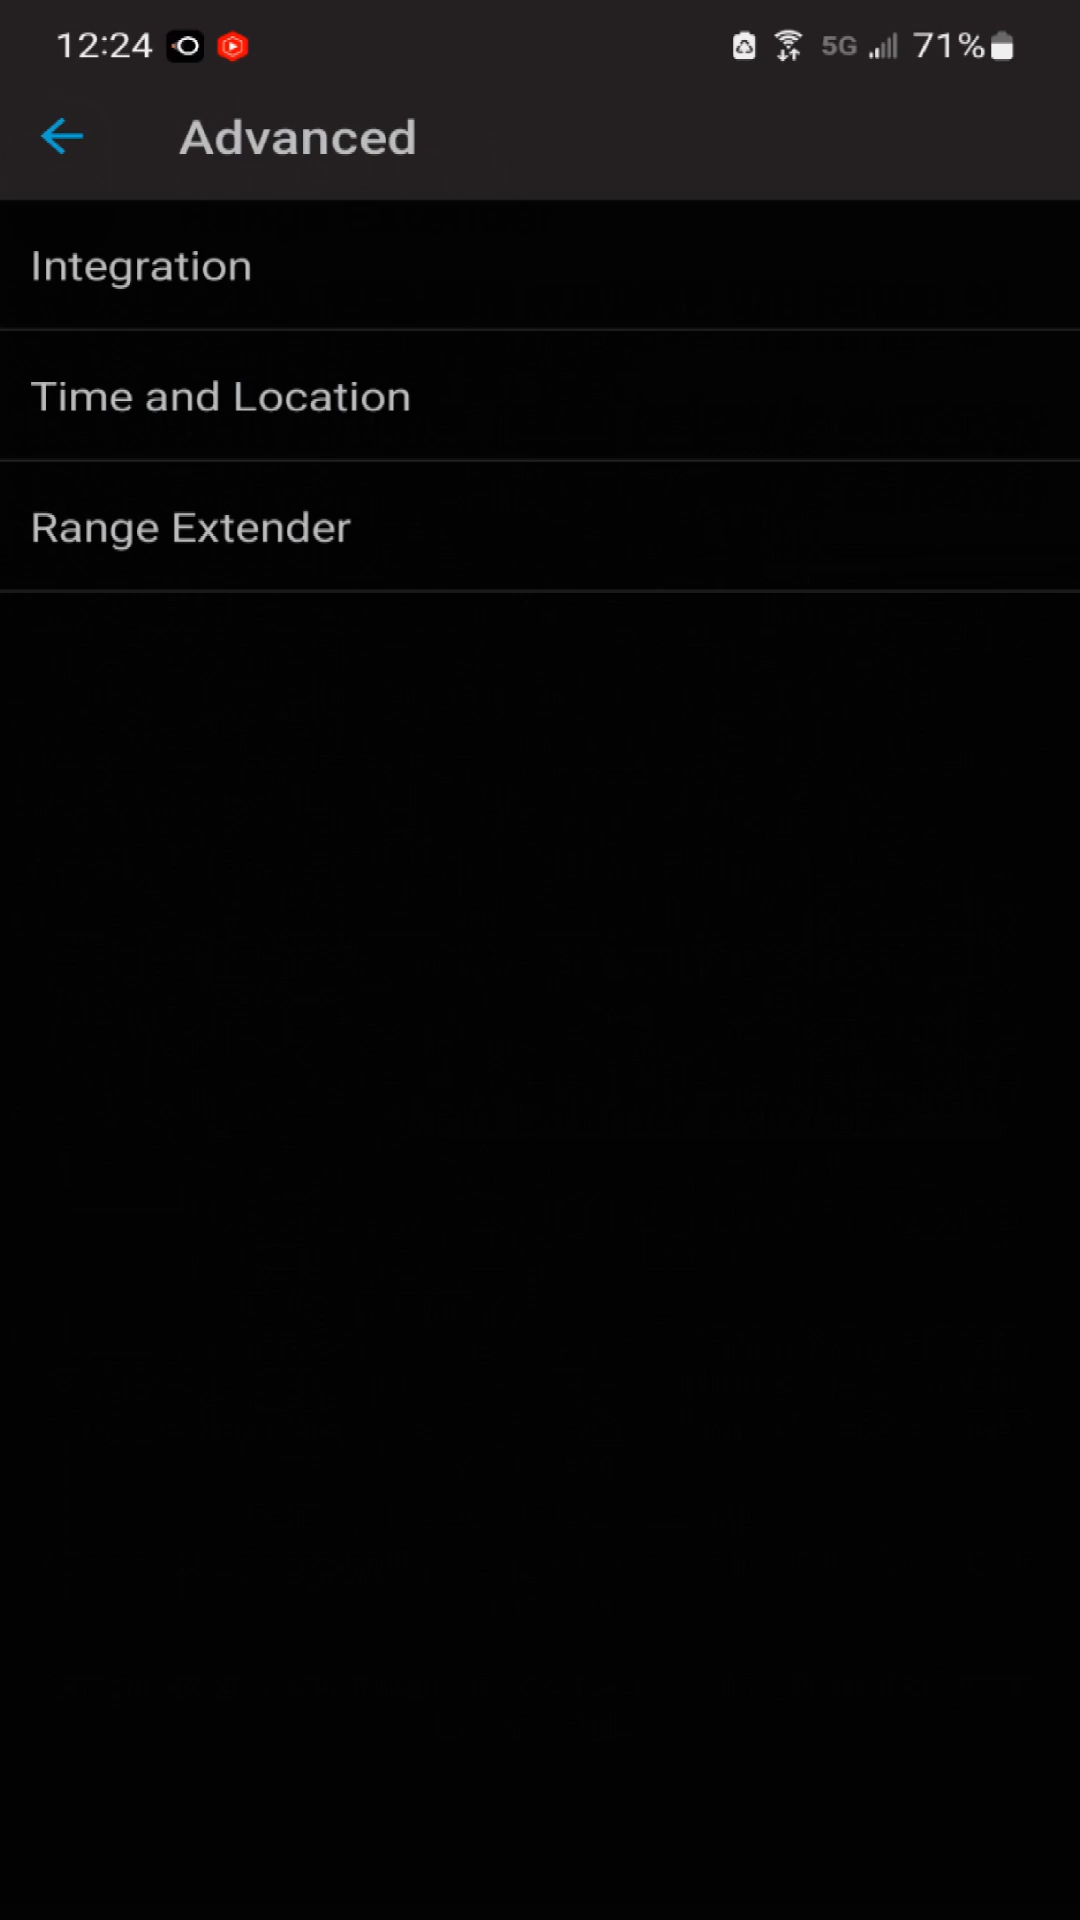 12:24 5G 71%
Advanced
Integration
Time and Location
Range Extender